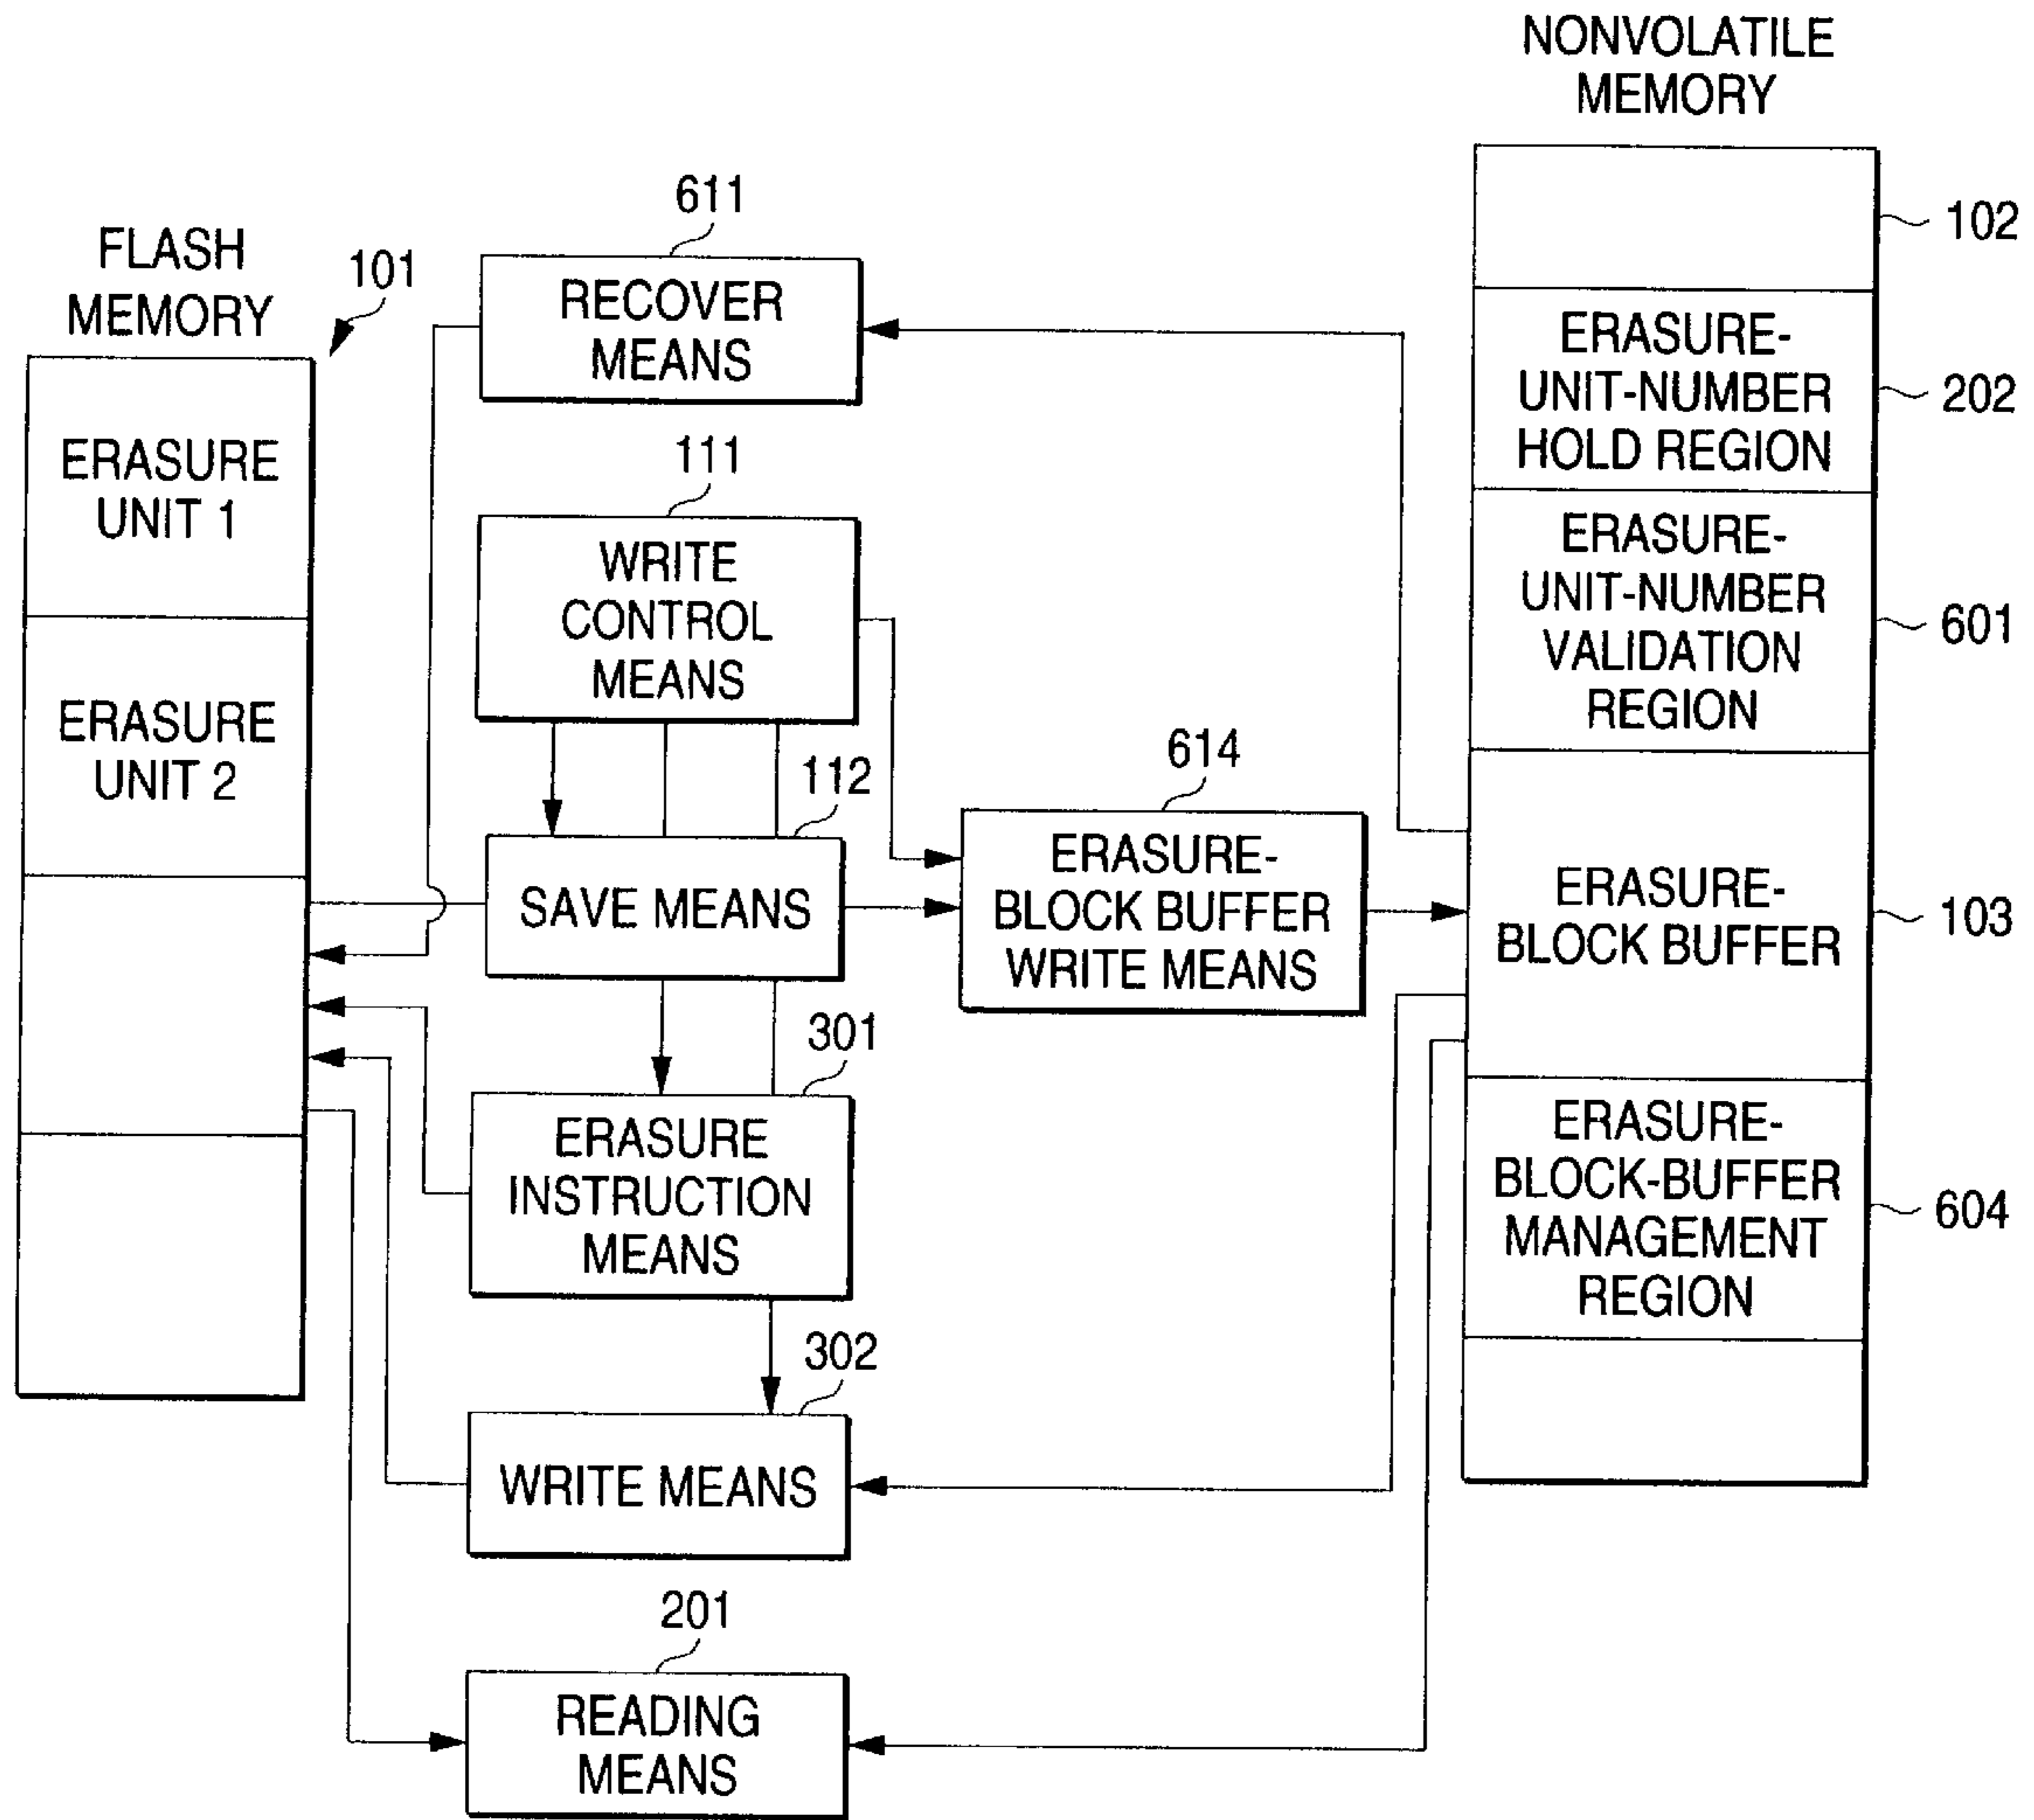 NONVOLATILE
MEMORY
102
ERASURE-
UNIT-NUMBER
HOLD REGION
202
ERASURE-
UNIT-NUMBER
VALIDATION
REGION
601
ERASURE-
BLOCK BUFFER
103
ERASURE-
BLOCK-BUFFER
MANAGEMENT
REGION
604
FLASH
MEMORY
101
ERASURE
UNIT 1
ERASURE
UNIT 2
611
RECOVER
MEANS
111
WRITE
CONTROL
MEANS
112
SAVE MEANS
614
ERASURE-
BLOCK BUFFER
WRITE MEANS
301
ERASURE
INSTRUCTION
MEANS
302
WRITE MEANS
201
READING
MEANS